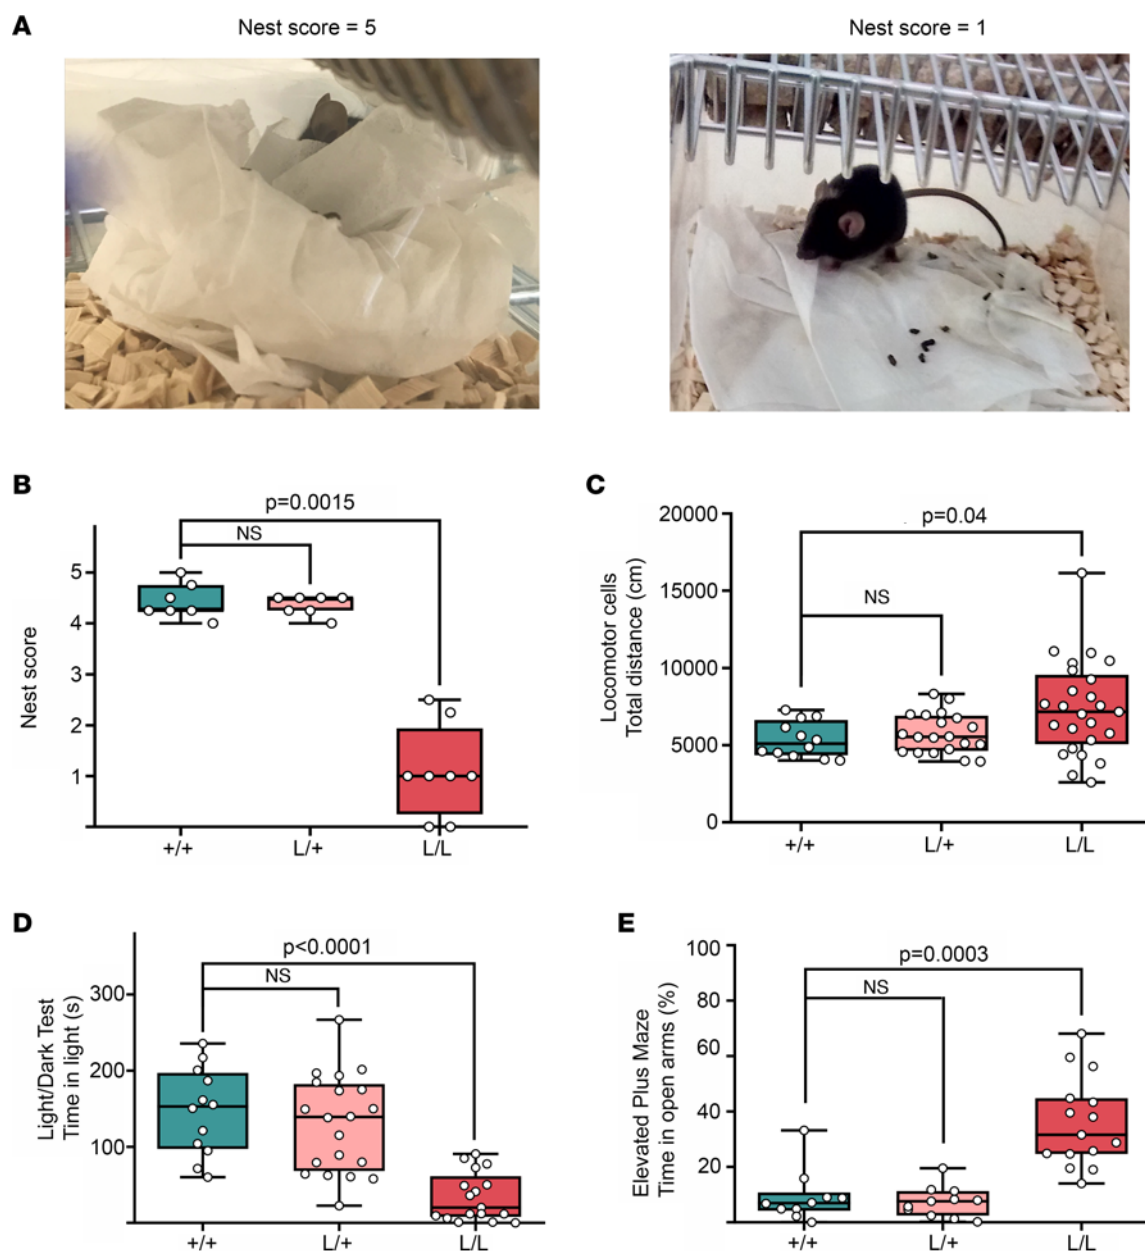 A
Nest score = 5
Nest score = 1
B
p=0.0015
NS
5
4
3
2
1
Nest score
+/+
L/+
L/L
C
20000
15000
10000
5000
0
p=0.04
NS
Locomotor cells
Total distance (cm)
+/+
L/+
L/L
D
p<0.0001
NS
300
200
100
Light/Dark Test
Time in light (s)
+/+
L/+
L/L
E
100
80
60
40
20
p=0.0003
NS
Elevated Plus Maze
Time in open arms (%)
+/+
L/+
L/L